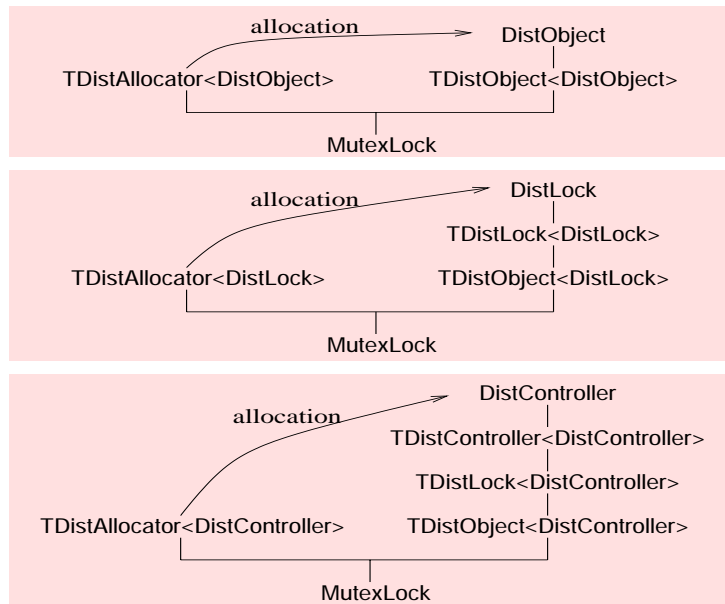 allocation
DistObject
TDistAllocator<DistObject>
TDistObject<DistObject>
MutexLock
allocation
DistLock
TDistLock<DistLock>
TDistAllocator<DistLock>
TDistObject<DistLock>
MutexLock
DistController
allocation
TDistController<DistController>
TDistLock<DistController>
TDistAllocator<DistController>
TDistObject<DistController>
MutexLock